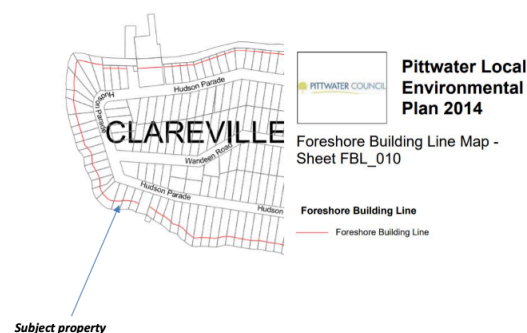 Hudson Parade
Hudson
Parade
CLAREVILLE
Wandeen Road
Hudson Parade
Hudson
Subject property
PITTWATER COUNCIL
Pittwater Local
Environmental
Plan 2014
Foreshore Building Line Map -
Sheet FBL_010
Foreshore Building Line
Foreshore Building Line